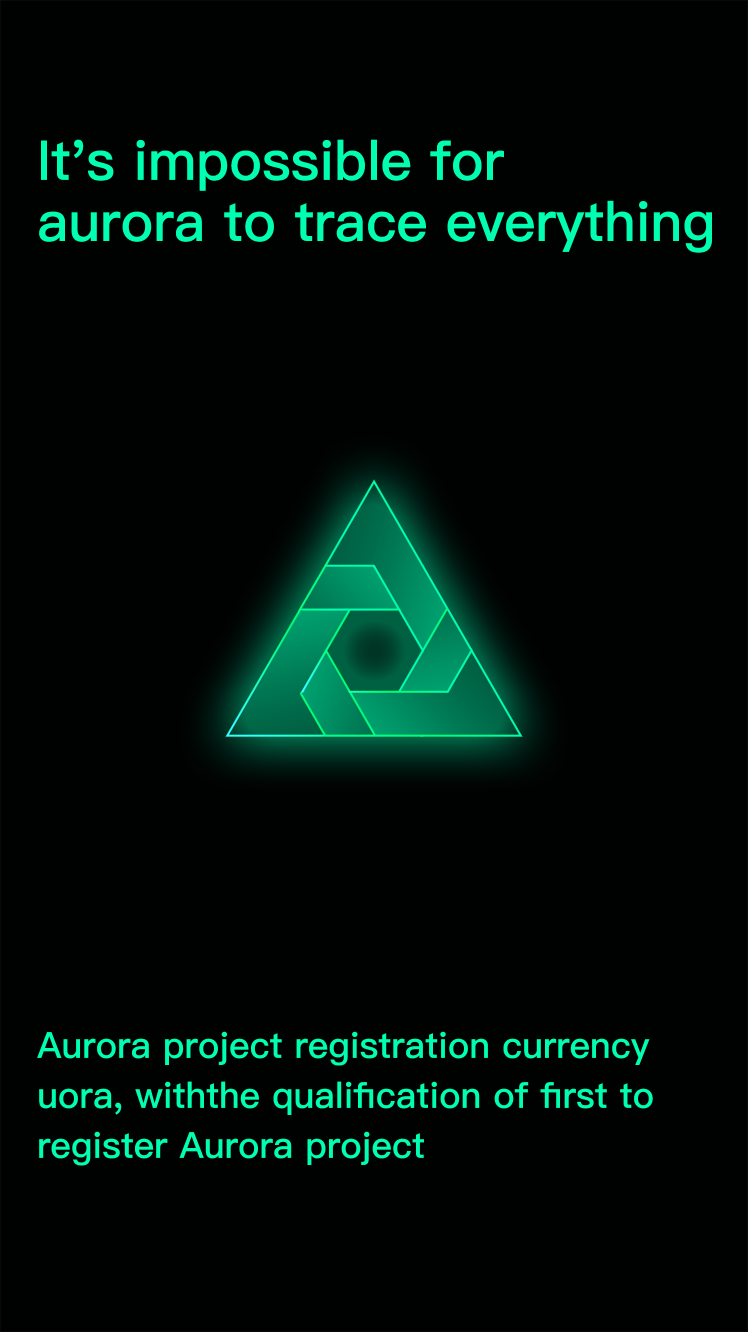 It’s impossible for
aurora to trace everything
Aurora project registration currency
uora, withthe qualification of first to
register Aurora project